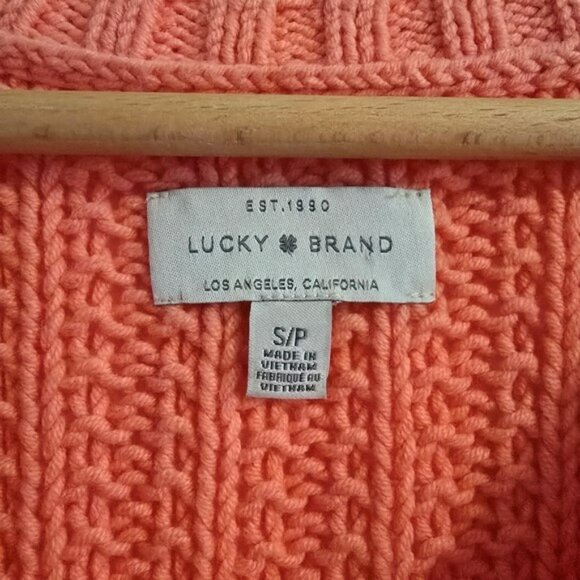 EST.1990
LUCKY BRAND
LOS ANGELES, CALIFORNIA
S/P
MADE IN
VIETNAM
FABRIQUÉ AU
VIETNAM